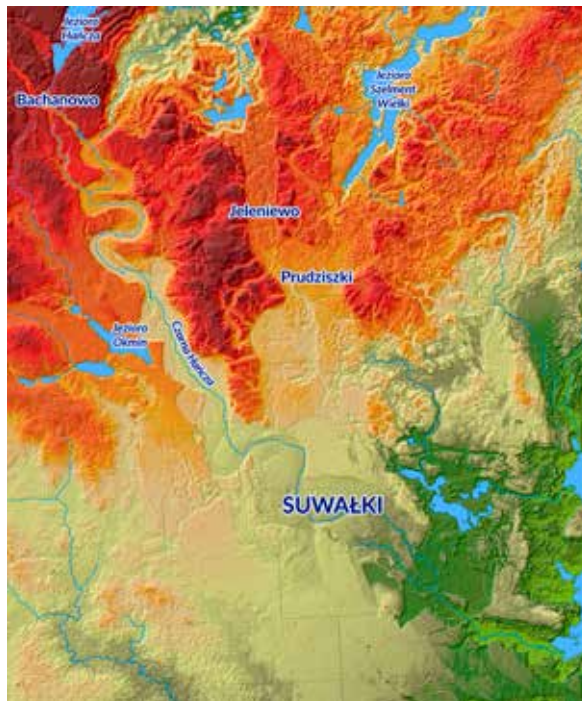 Jezioro
Hańcza
Bachanowo
Jezioro
Szelment
Wielki
Jeleniewo
Prudziszki
Jezioro
Okmin
Czarna Hańcza
SUWAŁKI